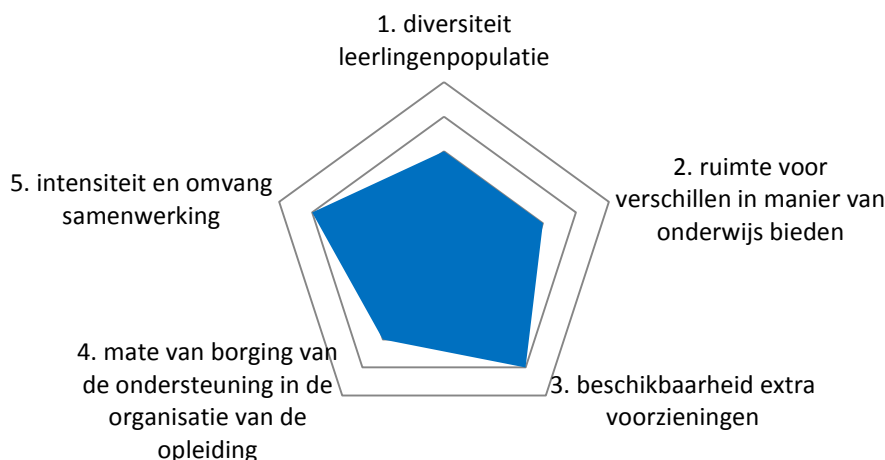 1. diversiteit
leerlingenpopulatie
2. ruimte voor
verschillen in manier van
onderwijs bieden
3. beschikbaarheid extra
voorzieningen
4. mate van borging van
de ondersteuning in de
organisatie van de
opleiding
5. intensiteit en omvang
samenwerking